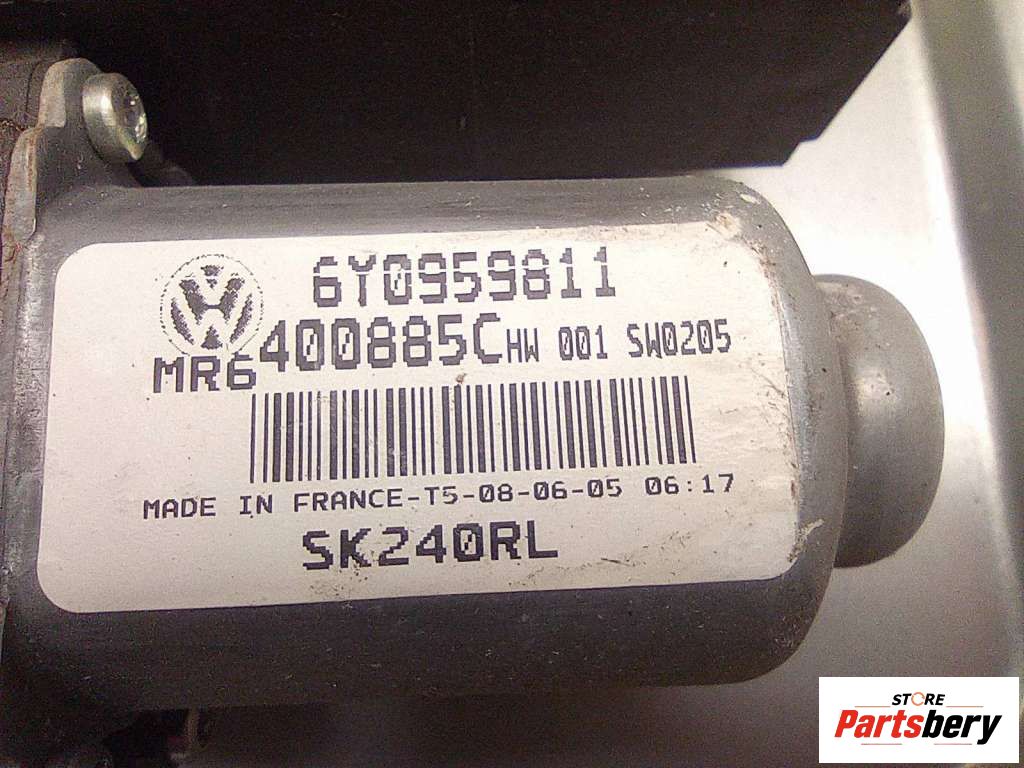 6Y0959811
MR6400885C HW 001 SW0205
MADE IN FRANCE-T5-08-06-05 06:17
SK240RL
STORE
Partsbery